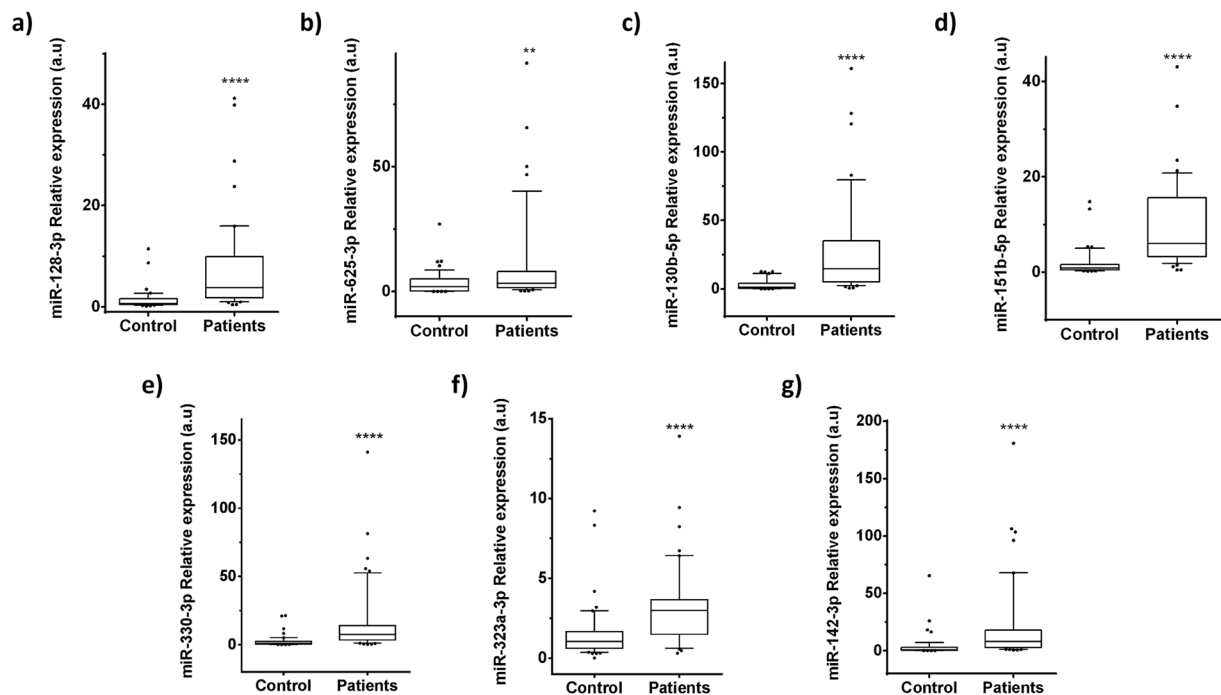 a)
miR-128-3p Relative expression (a.u)
40
20
0
****
Control Patients
b)
miR-625-3p Relative expression (a.u)
50
0
**
Control Patients
c)
miR-130b-5p Relative expression (a.u)
150
100
50
0
****
Control Patients
d)
miR-151b-5p Relative expression (a.u)
40
20
0
****
Control Patients
e)
miR-330-3p Relative expression (a.u)
150
100
50
0
****
Control Patients
f)
miR-323a-3p Relative expression (a.u)
15
10
5
0
****
Control Patients
g)
miR-142-3p Relative expression (a.u)
200
150
100
50
0
****
Control Patients